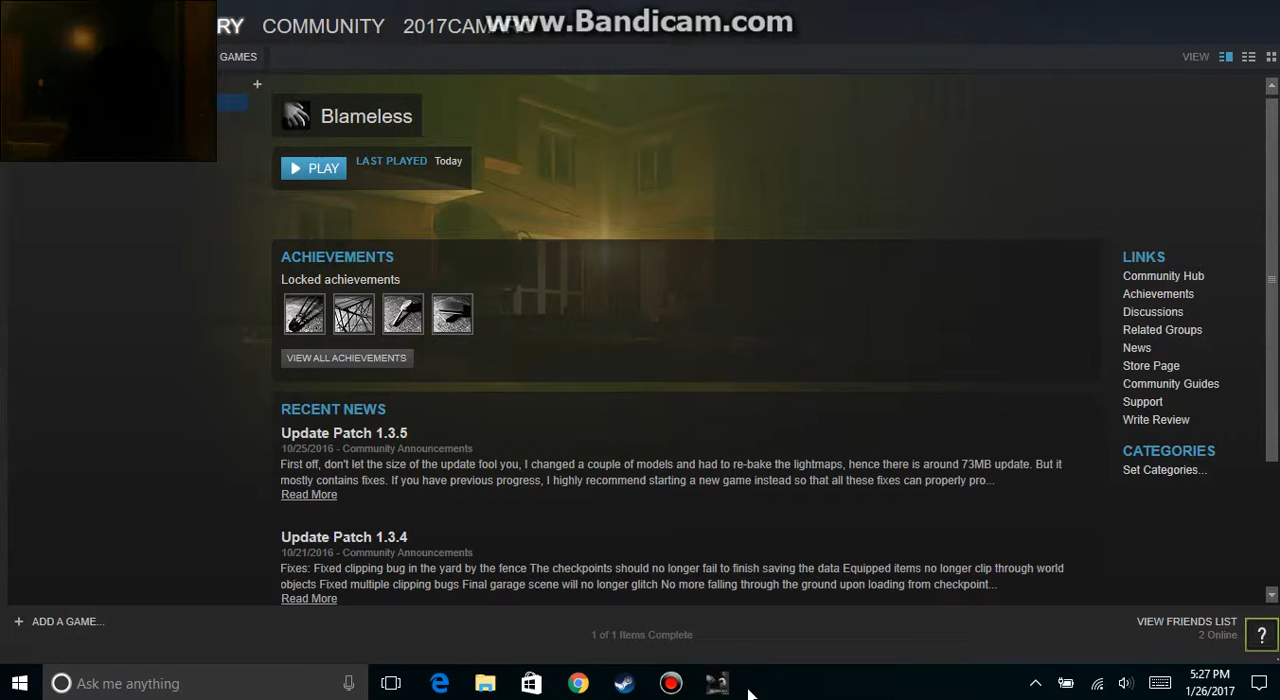 RY COMMUNITY 2017CAMARO
www.Bandicam.com
GAMES
VIEW
+
Blameless
PLAY LAST PLAYED Today
ACHIEVEMENTS
Locked achievements
VIEW ALL ACHIEVEMENTS
RECENT NEWS
Update Patch 1.3.5
10/25/2016 - Community Announcements
First off, don't let the size of the update fool you, I changed a couple of models and had to re-bake the lightmaps, hence there is around 73MB update. But it
mostly contains fixes. If you have previous progress, I highly recommend starting a new game instead so that all these fixes can properly pro...
Read More
Update Patch 1.3.4
10/21/2016 - Community Announcements
Fixes: Fixed clipping bug in the yard by the fence The checkpoints should no longer fail to finish saving the data Equipped items no longer clip through world
objects Fixed multiple clipping bugs Final garage scene will no longer glitch No more falling through the ground upon loading from checkpoint...
Read More
LINKS
Community Hub
Achievements
Discussions
Related Groups
News
Store Page
Community Guides
Support
Write Review
CATEGORIES
Set Categories...
+ ADD A GAME...
1 of 1 Items Complete
VIEW FRIENDS LIST
2 Online
?
Ask me anything
5:27 PM
1/26/2017